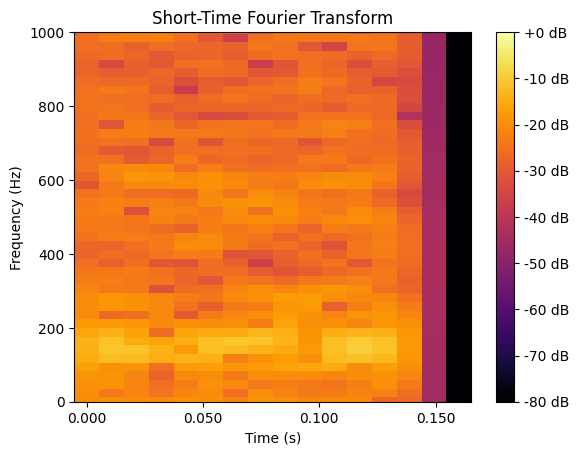 Short-Time Fourier Transform
1000
800
600
400
200
0
Frequency (Hz)
0.000
0.050
0.100
0.150
Time (s)
+0 dB
-10 dB
-20 dB
-30 dB
-40 dB
-50 dB
-60 dB
-70 dB
-80 dB